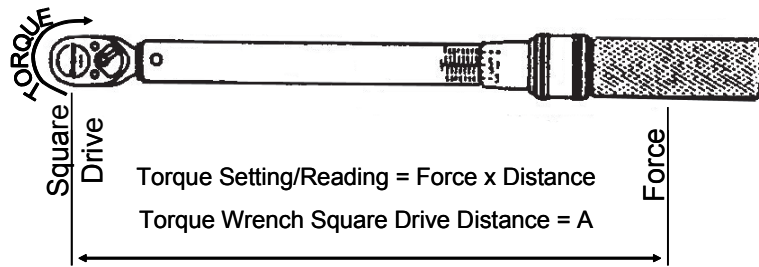 TORQUE
Square
Drive
Torque Setting/Reading = Force x Distance
Torque Wrench Square Drive Distance = A
Force